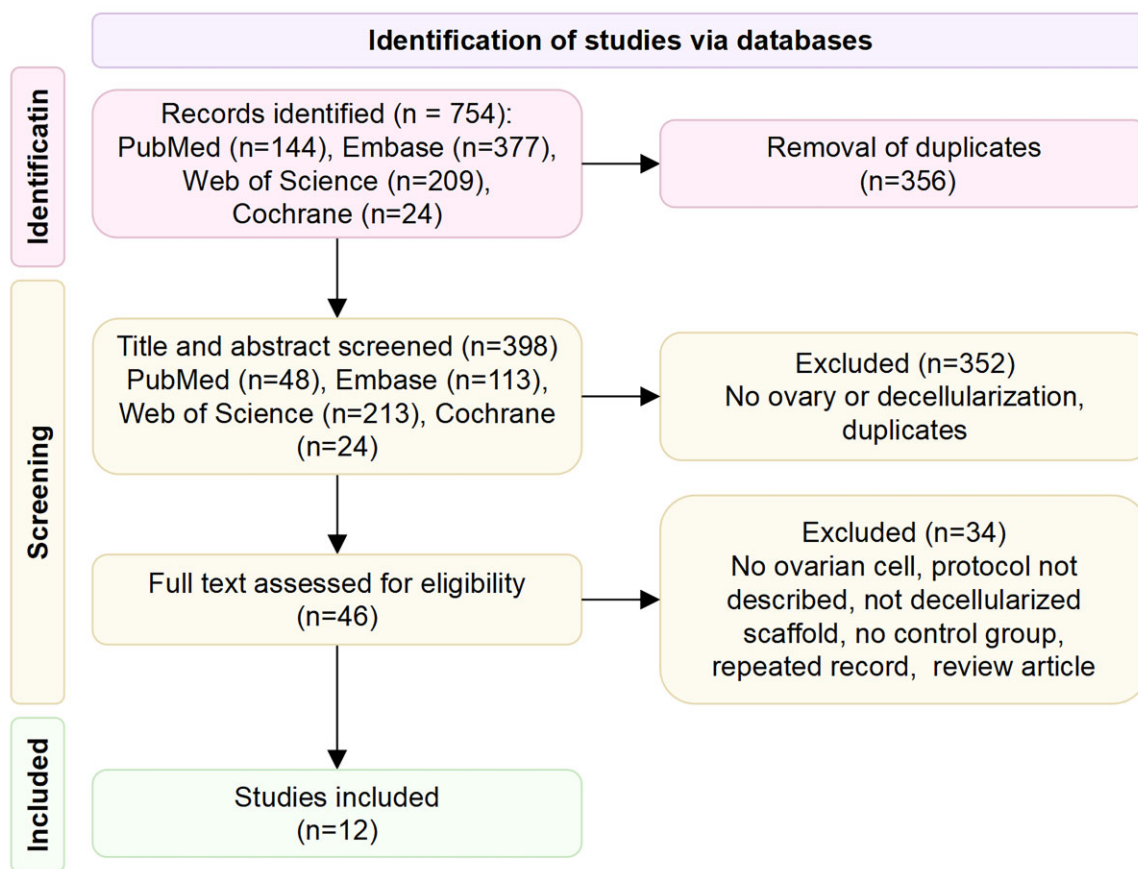 Identification of studies via databases
Identificatin
Records identified (n = 754):
PubMed (n=144), Embase (n=377),
Web of Science (n=209),
Cochrane (n=24)
Removal of duplicates
(n=356)
Screening
Title and abstract screened (n=398)
PubMed (n=48), Embase (n=113),
Web of Science (n=213), Cochrane
(n=24)
Excluded (n=352)
No ovary or decellularization,
duplicates
Full text assessed for eligibility
(n=46)
Excluded (n=34)
No ovarian cell, protocol not
described, not decellularized
scaffold, no control group,
repeated record, review article
Included
Studies included
(n=12)